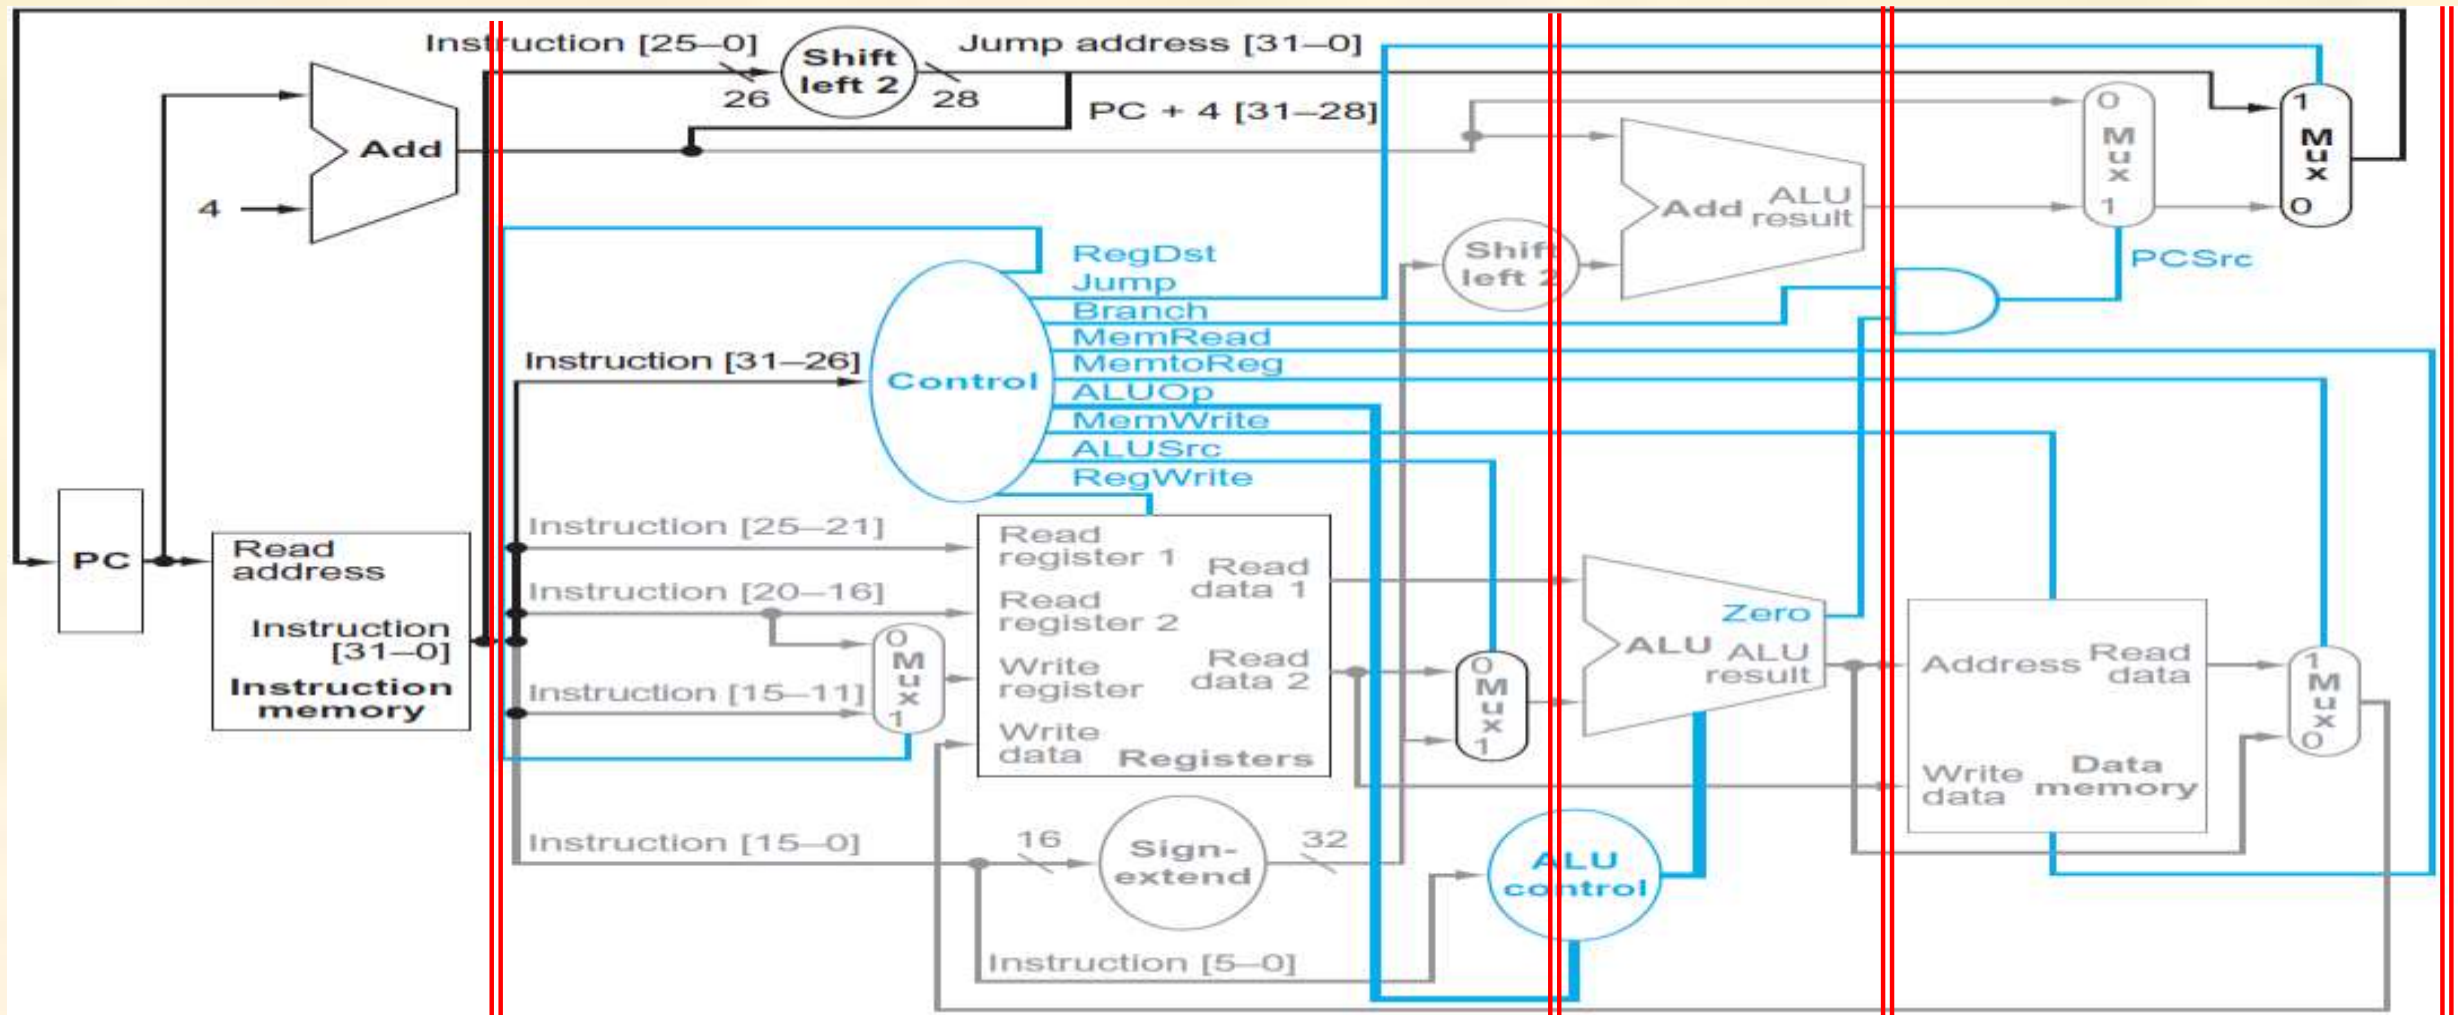 Instruction [25–0]
Shift
left 2
Jump address [31–0]
26
28
PC + 4 [31–28]
Add
4
0
M
u
x
1
1
M
u
x
0
Add
ALU
result
Shift
left 2
PCSrc
RegDst
Jump
Branch
MemRead
MemtoReg
ALUOp
MemWrite
ALUSrc
RegWrite
Instruction [31–26]
Control
PC
Read
address
Instruction
[31–0]
Instruction
memory
Instruction [25–21]
Instruction [20–16]
Instruction [15–11]
0
M
u
x
1
Read
register 1
Read
register 2
Write
register
Write
data
Read
data 1
Read
data 2
Registers
0
M
u
x
1
Zero
ALU
ALU
result
Address
Read
data
Write
data
Data
memory
1
M
u
x
0
Instruction [15–0]
16
Sign-
extend
32
ALU
control
Instruction [5–0]